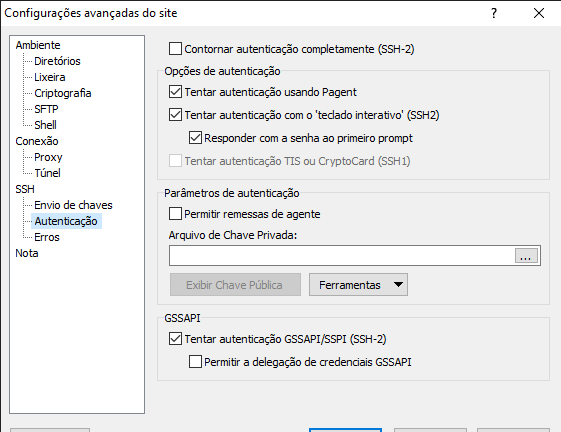 Configurações avançadas do site
?
Ambiente
Diretórios
Lixeira
Criptografia
SFTP
Shell
Conexão
Proxy
Túnel
SSH
Envio de chaves
Autenticação
Erros
Nota
Contornar autenticação completamente (SSH-2)
Opções de autenticação
Tentar autenticação usando Pagent
Tentar autenticação com o 'teclado interativo' (SSH2)
Responder com a senha ao primeiro prompt
Tentar autenticação TIS ou CryptoCard (SSH1)
Parâmetros de autenticação
Permitir remessas de agente
Arquivo de Chave Privada:
...
Exibir Chave Pública
Ferramentas
GSSAPI
Tentar autenticação GSSAPI/SSPI (SSH-2)
Permitir a delegação de credenciais GSSAPI